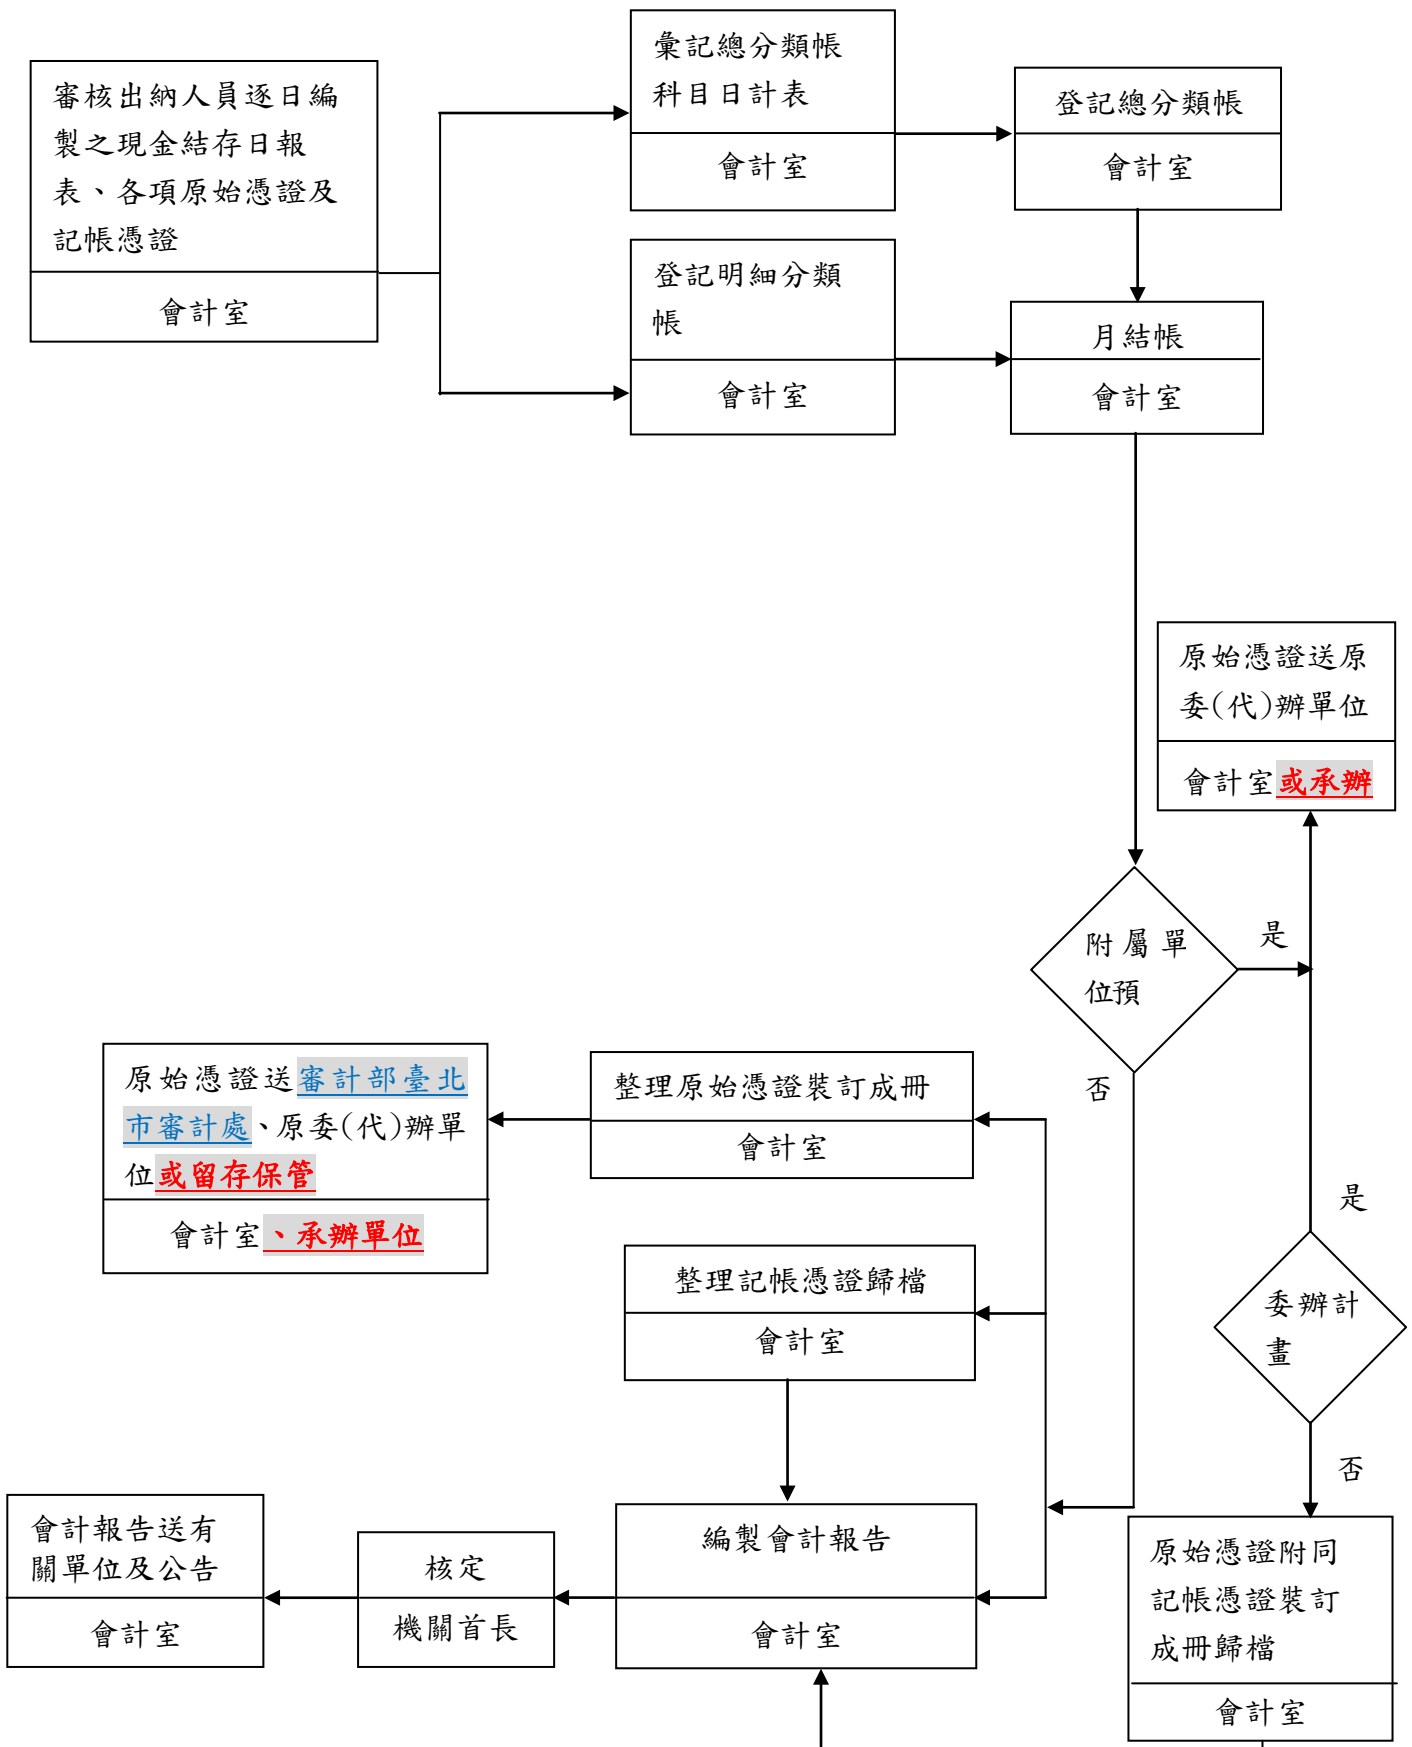 彙記總分類帳
科目日計表
會計室
審核出納人員逐日編
製之現金結存日報
表、各項原始憑證及
記帳憑證
會計室
登記總分類帳
會計室
登記明細分類
帳
會計室
月結帳
會計室
原始憑證送原
委(代)辦單位
會計室或承辦
附屬單
位預
是
否
原始憑證送審計部臺北
市審計處、原委(代)辦單
位或留存保管
會計室、承辦單位
整理原始憑證裝訂成冊
會計室
是
整理記帳憑證歸檔
會計室
委辦計
畫
否
會計報告送有
關單位及公告
會計室
核定
機關首長
編製會計報告
會計室
原始憑證附同
記帳憑證裝訂
成冊歸檔
會計室